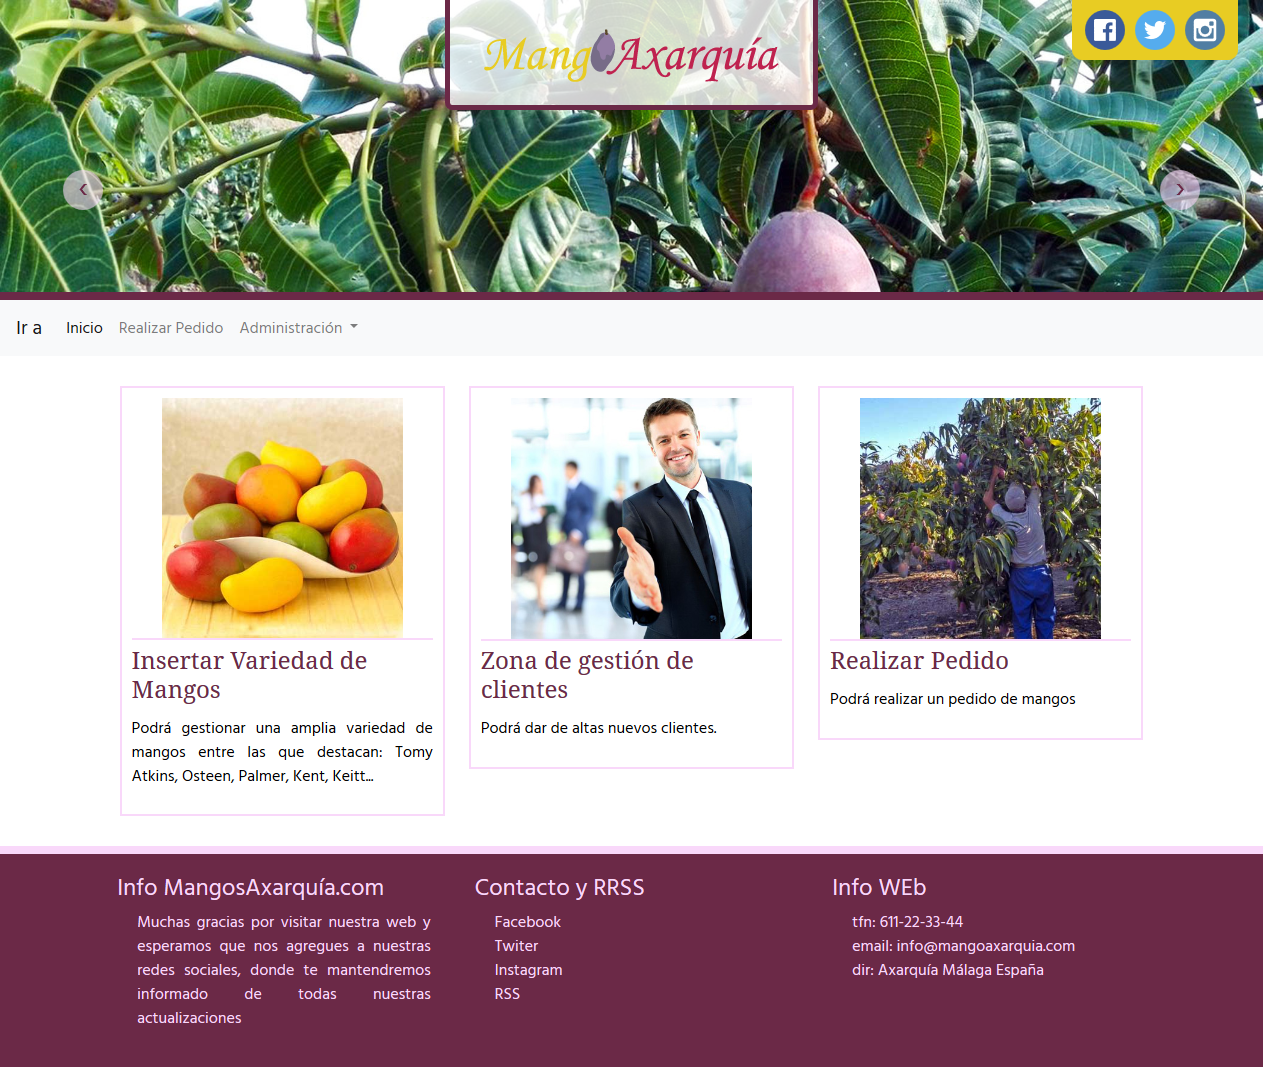 Mango Axarquía
‹
›
Ir a Inicio Realizar Pedido Administración
Insertar Variedad de
Mangos
Podrá gestionar una amplia variedad de
mangos entre las que destacan: Tomy
Atkins, Osteen, Palmer, Kent, Keitt...
Zona de gestión de
clientes
Podrá dar de altas nuevos clientes.
Realizar Pedido
Podrá realizar un pedido de mangos
Info MangosAxarquía.com
Muchas gracias por visitar nuestra web y
esperamos que nos agregues a nuestras
redes sociales, donde te mantendremos
informado de todas nuestras
actualizaciones
Contacto y RRSS
Facebook
Twiter
Instagram
RSS
Info WEb
tfn: 611-22-33-44
email: info@mangoaxarquia.com
dir: Axarquía Málaga España